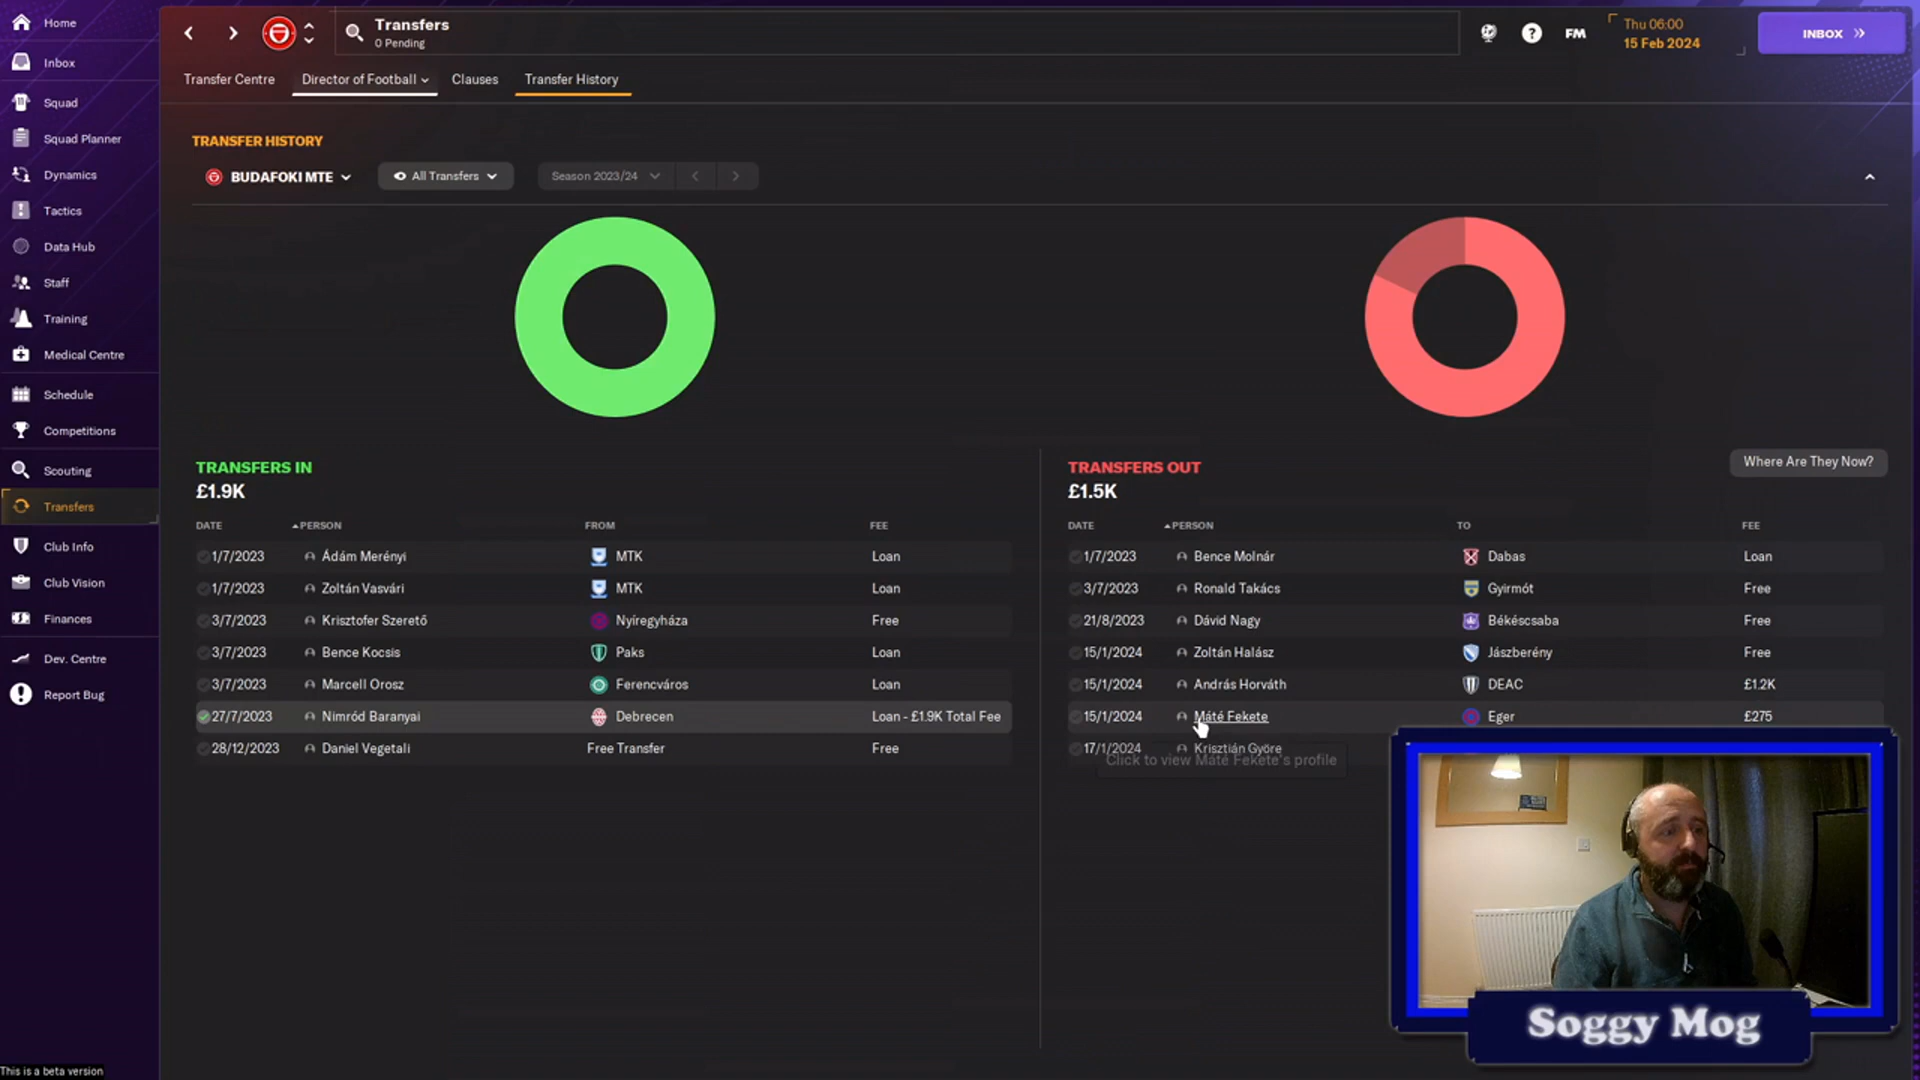 Home
Inbox
Squad
Squad Planner
Dynamics
Tactics
Data Hub
Staff
Training
Medical Centre
Schedule
Competitions
Scouting
Transfers
Club Info
Club Vision
Finances
Dev. Centre
Report Bug
This is a beta version
Transfers
0 Pending
FM
Thu 06:00
15 Feb 2024
INBOX
Transfer Centre
Director of Football
Clauses
Transfer History
TRANSFER HISTORY
BUDAFOKI MTE
All Transfers
Season 2023/24
TRANSFERS IN
£1.9K
DATE PERSON FROM FEE
1/7/2023 Ádám Merényi MTK Loan
1/7/2023 Zoltán Vasvári MTK Loan
3/7/2023 Krisztofer Szerető Nyíregyháza Free
3/7/2023 Bence Kocsis Paks Loan
3/7/2023 Marcell Orosz Ferencváros Loan
27/7/2023 Nimród Baranyai Debrecen Loan - £1.9K Total Fee
28/12/2023 Daniel Vegetali Free Transfer Free
TRANSFERS OUT
£1.5K
Where Are They Now?
DATE PERSON TO FEE
1/7/2023 Bence Molnár Dabas Loan
3/7/2023 Ronald Takács Gyirmót Free
21/8/2023 Dávid Nagy Békéscsaba Free
15/1/2024 Zoltán Halász Jászberény Free
15/1/2024 András Horváth DEAC £1.2K
15/1/2024 Máté Fekete Eger £275
17/1/2024 Krisztián Györe
Click to view Máté Fekete's profile
Soggy Mog